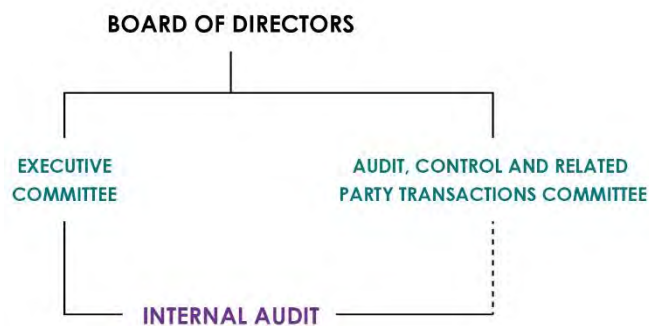 BOARD OF DIRECTORS
EXECUTIVE
COMMITTEE
AUDIT, CONTROL AND RELATED
PARTY TRANSACTIONS COMMITTEE
INTERNAL AUDIT